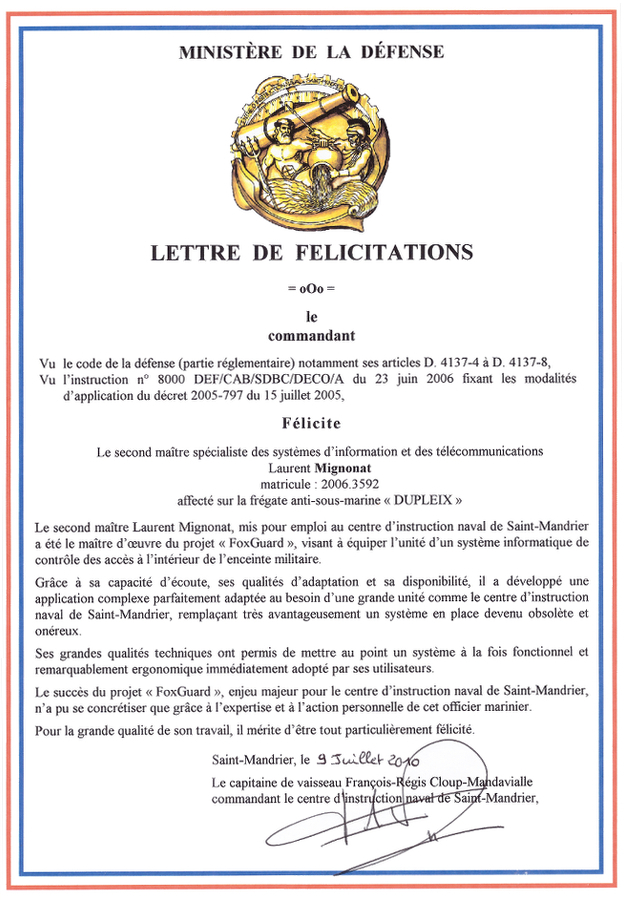 MINISTÈRE DE LA DÉFENSE
LETTRE DE FELICITATIONS
= oOo =
le
commandant
Vu le code de la défense (partie réglementaire) notamment ses articles D. 4137-4 à D. 4137-8,
Vu l'instruction n° 8000 DEF/CAB/SDBC/DECO/A du 23 juin 2006 fixant les modalités
d'application du décret 2005-797 du 15 juillet 2005,
Félicite
Le second maître spécialiste des systèmes d'information et des télécommunications
Laurent Mignonat
matricule : 2006.3592
affecté sur la frégate anti-sous-marine « DUPLEIX »
Le second maître Laurent Mignonat, mis pour emploi au centre d'instruction naval de Saint-Mandrier
a été le maître d'œuvre du projet « FoxGuard », visant à équiper l'unité d'un système informatique de
contrôle des accès à l'intérieur de l'enceinte militaire.
Grâce à sa capacité d'écoute, ses qualités d'adaptation et sa disponibilité, il a développé une
application complexe parfaitement adaptée au besoin d'une grande unité comme le centre d'instruction
naval de Saint-Mandrier, remplaçant très avantageusement un système en place devenu obsolète et
onéreux.
Ses grandes qualités techniques ont permis de mettre au point un système à la fois fonctionnel et
remarquablement ergonomique immédiatement adopté par ses utilisateurs.
Le succès du projet « FoxGuard », enjeu majeur pour le centre d'instruction naval de Saint-Mandrier,
n'a pu se concrétiser que grâce à l'expertise et à l'action personnelle de cet officier marinier.
Pour la grande qualité de son travail, il mérite d'être tout particulièrement félicité.
Saint-Mandrier, le 9 Juillet 2010
Le capitaine de vaisseau François-Régis Cloup-Mandavialle
commandant le centre d'instruction naval de Saint-Mandrier,